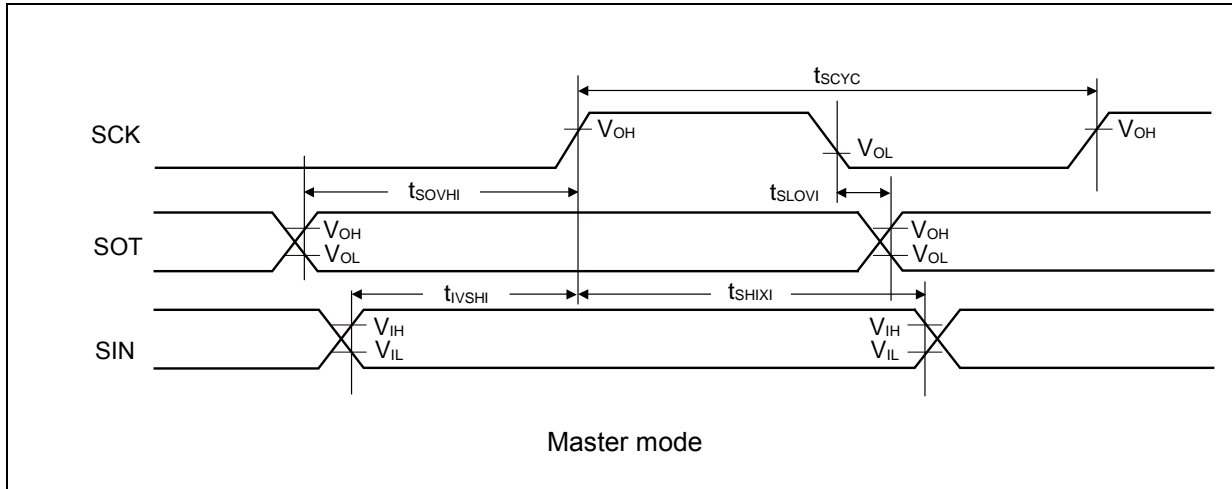 tSCYC
SCK
VOH
VOL
VOH
tSOVHI
tSLOVI
SOT
VOH
VOL
VOH
VOL
tIVSHI
tSHIXI
SIN
VIH
VIL
VIH
VIL
Master mode